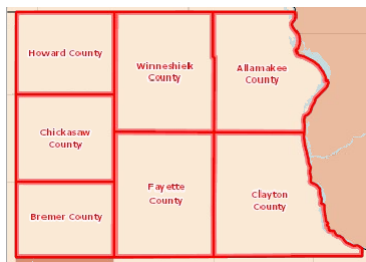 Howard County
Winneshiek
County
Allamakee
County
Chickasaw
County
Fayette
County
Clayton
County
Bremer County